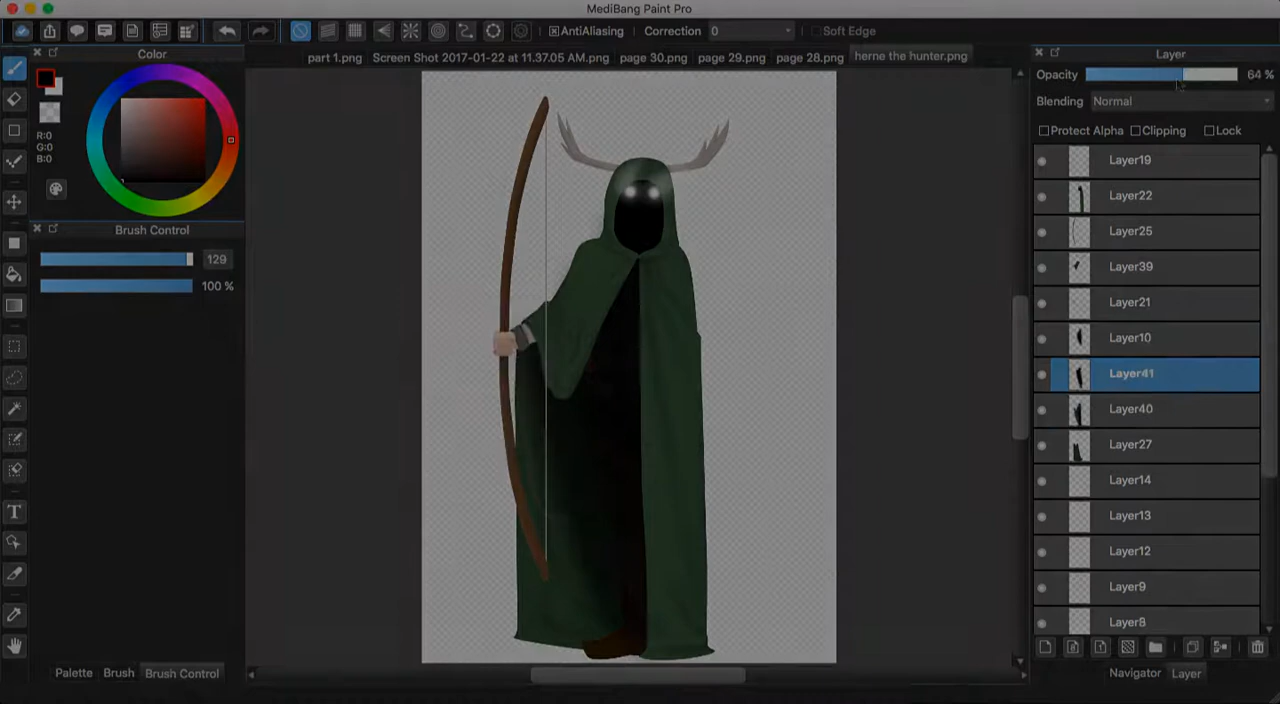 MediBang Paint Pro
AntiAliasing Correction 0 Soft Edge
part 1.png Screen Shot 2017-01-22 at 11.37.05 AM.png page 30.png page 29.png page 28.png herne the hunter.png
Color
R:0
G:0
B:0
Brush Control
129
100 %
Palette Brush Brush Control
Layer
Opacity 64 %
Blending Normal
Protect Alpha Clipping Lock
Layer19
Layer22
Layer25
Layer39
Layer21
Layer10
Layer41
Layer40
Layer27
Layer14
Layer13
Layer12
Layer9
Layer8
Navigator Layer